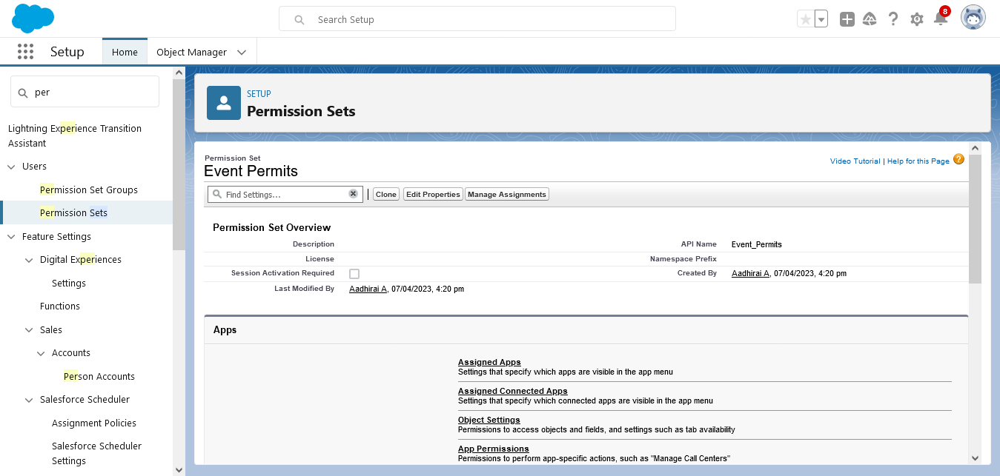 Search Setup
8
Setup
Home
Object Manager
per
Lightning Experience Transition
Assistant
Users
Permission Set Groups
Permission Sets
Feature Settings
Digital Experiences
Settings
Functions
Sales
Accounts
Person Accounts
Salesforce Scheduler
Assignment Policies
Salesforce Scheduler
Settings
SETUP
Permission Sets
Permission Set
Event Permits
Video Tutorial | Help for this Page ?
Find Settings... | Clone Edit Properties Manage Assignments
Permission Set Overview
Description API Name Event_Permits
License Namespace Prefix
Session Activation Required Created By Aadhirai A, 07/04/2023, 4:20 pm
Last Modified By Aadhirai A, 07/04/2023, 4:20 pm
Apps
Assigned Apps
Settings that specify which apps are visible in the app menu
Assigned Connected Apps
Settings that specify which connected apps are visible in the app menu
Object Settings
Permissions to access objects and fields, and settings such as tab availability
App Permissions
Permissions to perform app-specific actions, such as "Manage Call Centers"